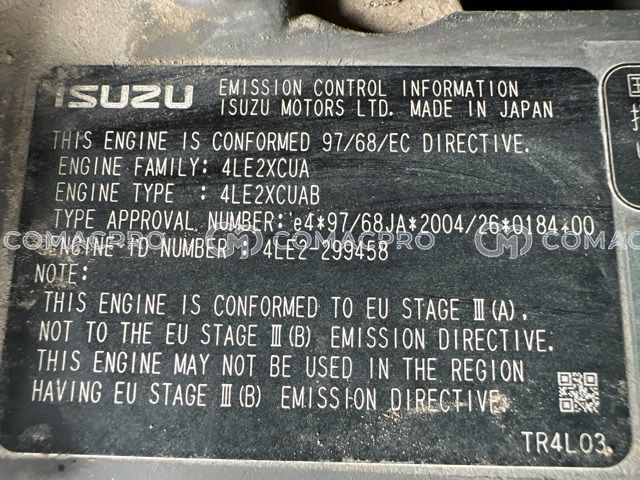 ISUZU
EMISSION CONTROL INFORMATION
ISUZU MOTORS LTD. MADE IN JAPAN
THIS ENGINE IS CONFORMED 97/68/EC DIRECTIVE.
ENGINE FAMILY: 4LE2XCUA
ENGINE TYPE : 4LE2XCUAB
TYPE APPROVAL NUMBER: e4*97/68JA*2004/26*0184*00
COMACPRO COMACPRO COMACPRO
ENGINE ID NUMBER : 4LE2-299458
NOTE:
THIS ENGINE IS CONFORMED TO EU STAGE Ⅲ(A).
NOT TO THE EU STAGE Ⅲ(B) EMISSION DIRECTIVE.
THIS ENGINE MAY NOT BE USED IN THE REGION
HAVING EU STAGE Ⅲ(B) EMISSION DIRECTIVE.
TR4L03